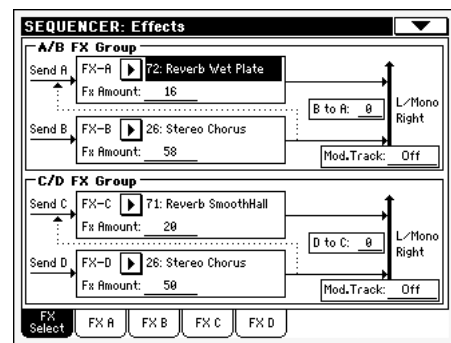 SEQUENCER: Effects
A/B FX Group
Send A FX-A 72: Reverb Wet Plate
Fx Amount: 16
B to A: 0 L/Mono
Right
Send B FX-B 26: Stereo Chorus
Fx Amount: 58
Mod.Track: Off
C/D FX Group
Send C FX-C 71: Reverb SmoothHall
Fx Amount: 20
D to C: 0 L/Mono
Right
Send D FX-D 26: Stereo Chorus
Fx Amount: 50
Mod.Track: Off
FX Select FX A FX B FX C FX D